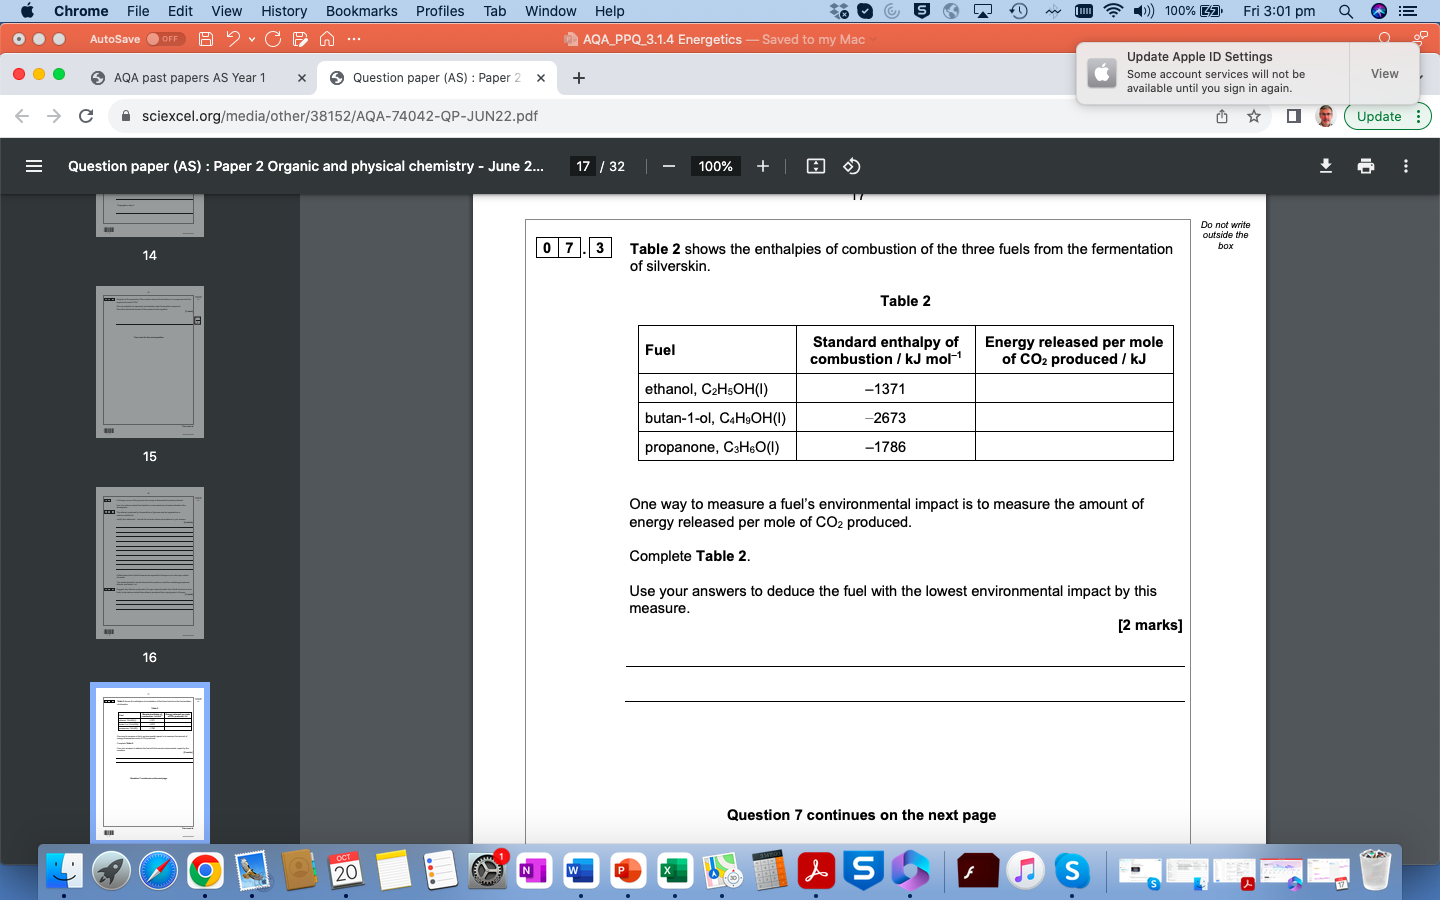 Chrome File Edit View History Bookmarks Profiles Tab Window Help 100% Fri 3:01 pm
AutoSave OFF AQA_PPQ_3.1.4 Energetics — Saved to my Mac
AQA past papers AS Year 1 Question paper (AS) : Paper 2
Update Apple ID Settings
Some account services will not be
available until you sign in again.
View
sciexcel.org/media/other/38152/AQA-74042-QP-JUN22.pdf Update
Question paper (AS) : Paper 2 Organic and physical chemistry - June 2... 17 / 32 100%
14
15
16
17
Do not write
outside the
box
0 7 . 3 Table 2 shows the enthalpies of combustion of the three fuels from the fermentation
of silverskin.
Table 2
Fuel Standard enthalpy of combustion / kJ mol⁻¹ Energy released per mole of CO₂ produced / kJ
ethanol, C₂H₅OH(l) –1371
butan-1-ol, C₄H₉OH(l) –2673
propanone, C₃H₆O(l) –1786
One way to measure a fuel's environmental impact is to measure the amount of
energy released per mole of CO₂ produced.
Complete Table 2.
Use your answers to deduce the fuel with the lowest environmental impact by this
measure.
[2 marks]
Question 7 continues on the next page
OCT
20
1